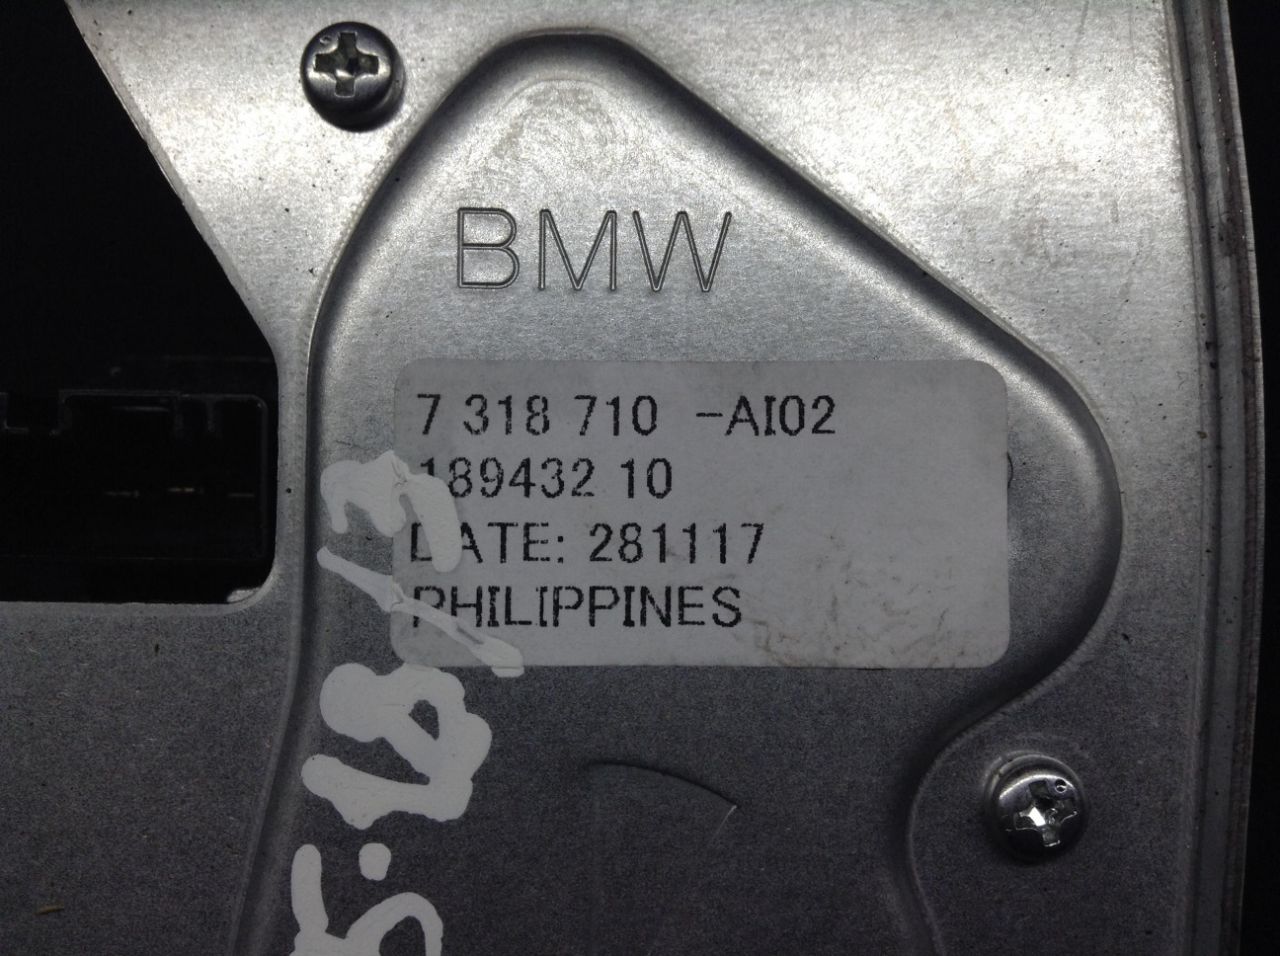 BMW
7 318 710 -AI02
189432 10
DATE: 281117
PHILIPPINES